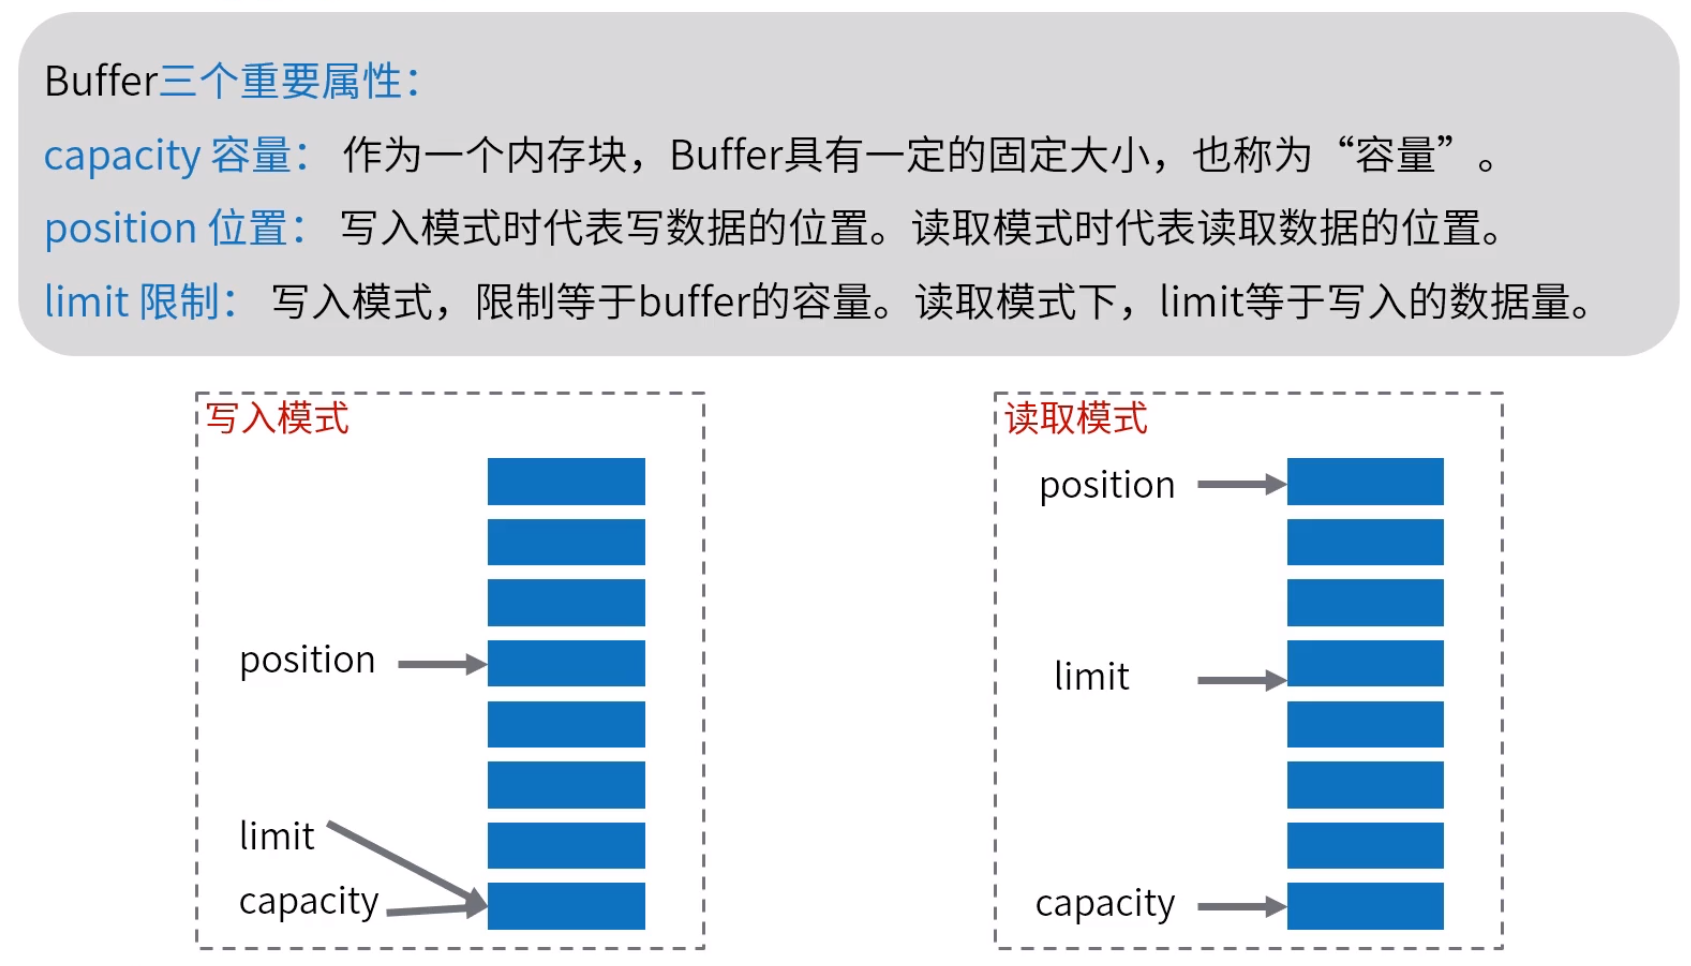 Buffer三个重要属性：
capacity 容量： 作为一个内存块，Buffer具有一定的固定大小，也称为“容量”。
position 位置： 写入模式时代表写数据的位置。读取模式时代表读取数据的位置。
limit 限制： 写入模式，限制等于buffer的容量。读取模式下，limit等于写入的数据量。
写入模式
position
limit
capacity
读取模式
position
limit
capacity